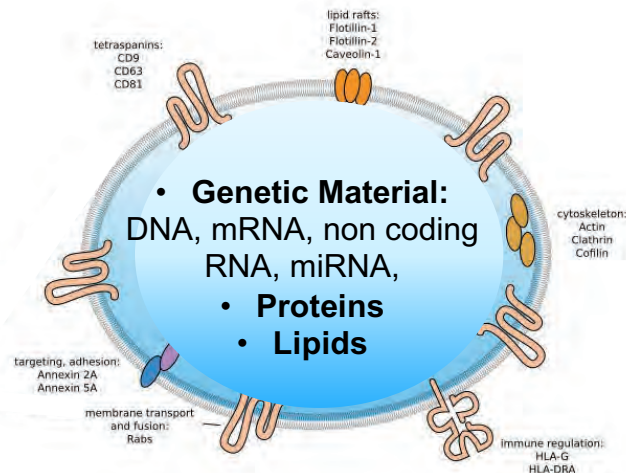 lipid rafts:
Flotillin-1
Flotillin-2
Caveolin-1
tetraspanins:
CD9
CD63
CD81
• Genetic Material:
DNA, mRNA, non coding
RNA, miRNA,
• Proteins
• Lipids
cytoskeleton:
Actin
Clathrin
Cofilin
targeting, adhesion:
Annexin 2A
Annexin 5A
membrane transport
and fusion:
Rabs
immune regulation:
HLA-G
HLA-DRA